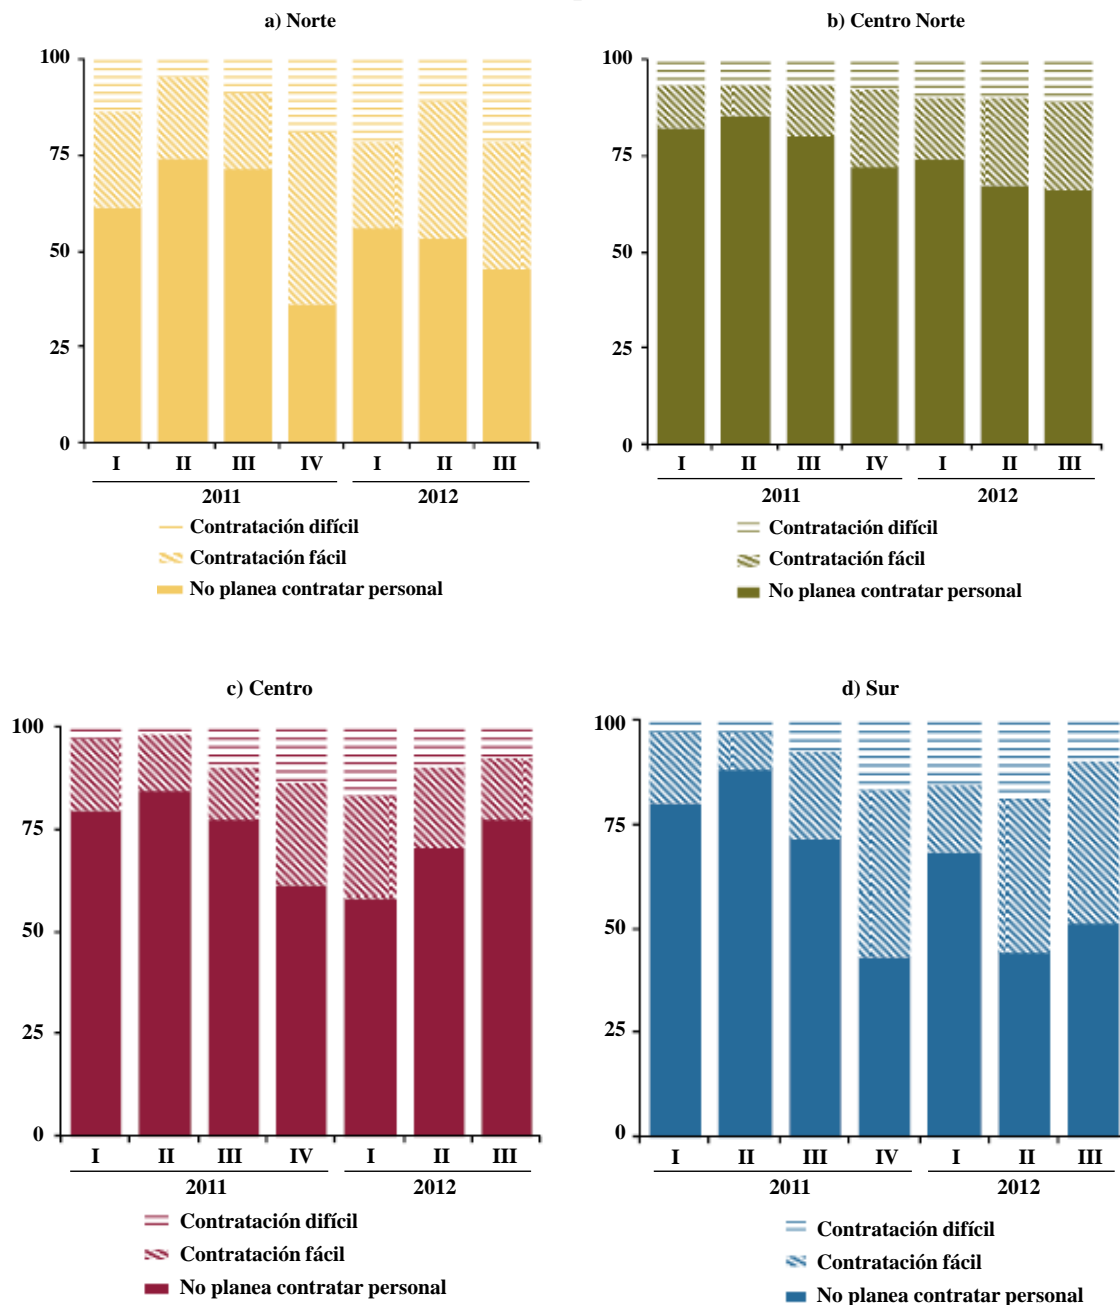 a) Norte
100
75
50
25
0
I II III IV I II III
2011 2012
Contratación difícil
Contratación fácil
No planea contratar personal
b) Centro Norte
100
75
50
25
0
I II III IV I II III
2011 2012
Contratación difícil
Contratación fácil
No planea contratar personal
c) Centro
100
75
50
25
0
I II III IV I II III
2011 2012
Contratación difícil
Contratación fácil
No planea contratar personal
d) Sur
100
75
50
25
0
I II III IV I II III
2011 2012
Contratación difícil
Contratación fácil
No planea contratar personal